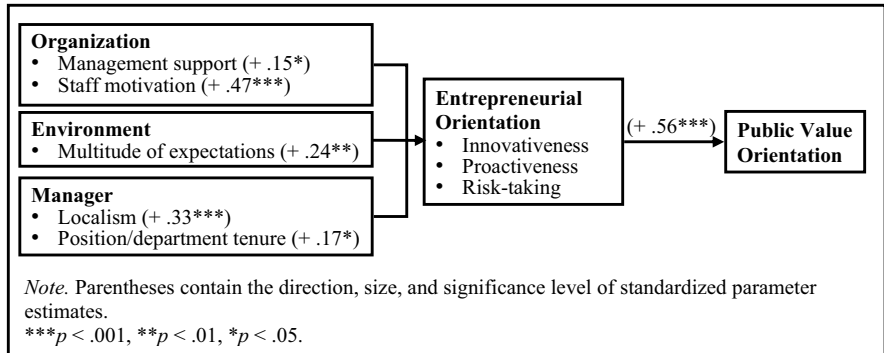 Organization
• Management support (+ .15*)
• Staff motivation (+ .47***)
Environment
• Multitude of expectations (+ .24**)
Manager
• Localism (+ .33***)
• Position/department tenure (+ .17*)
Entrepreneurial
Orientation
• Innovativeness
• Proactiveness
• Risk-taking
(+ .56***)
Public Value
Orientation
Note. Parentheses contain the direction, size, and significance level of standardized parameter
estimates.
***p < .001, **p < .01, *p < .05.